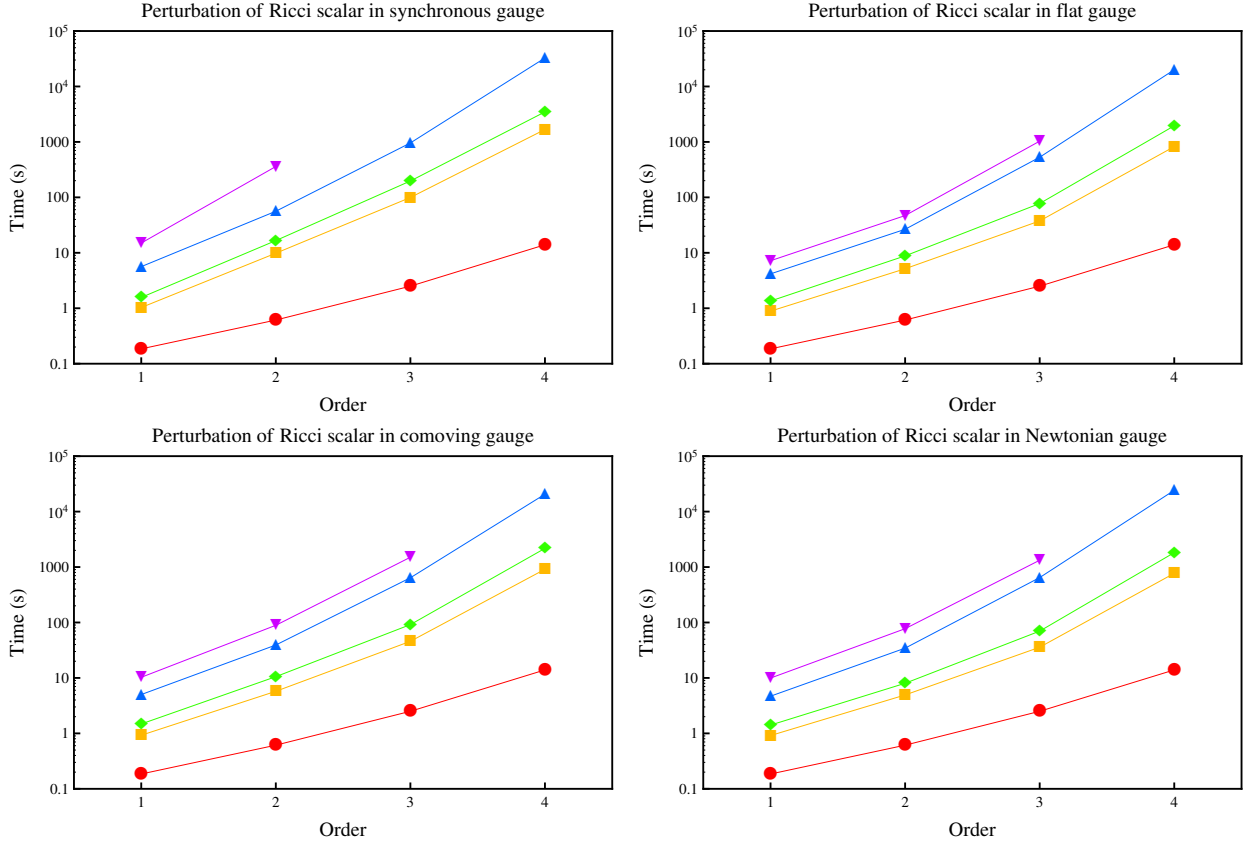 Perturbation of Ricci scalar in synchronous gauge
10^5
10^4
1000
100
10
1
0.1
Time (s)
1 2 3 4
Order
Perturbation of Ricci scalar in flat gauge
10^5
10^4
1000
100
10
1
0.1
Time (s)
1 2 3 4
Order
Perturbation of Ricci scalar in comoving gauge
10^5
10^4
1000
100
10
1
0.1
Time (s)
1 2 3 4
Order
Perturbation of Ricci scalar in Newtonian gauge
10^5
10^4
1000
100
10
1
0.1
Time (s)
1 2 3 4
Order